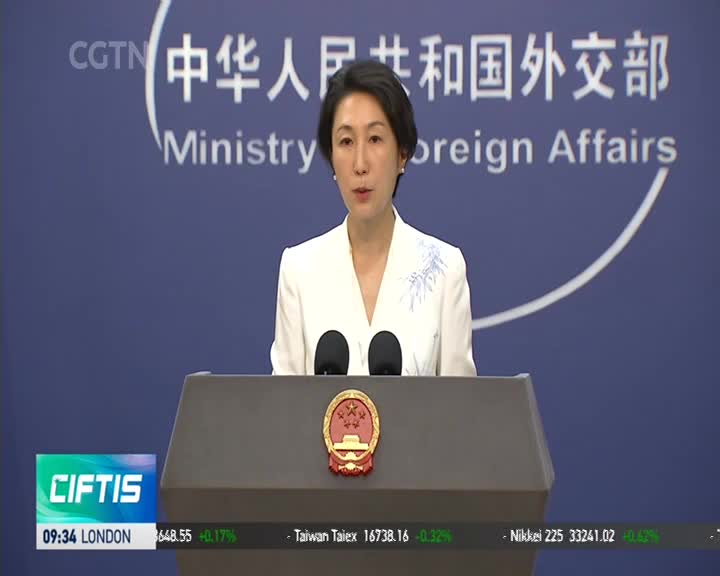 CGTN
中华人民共和国外交部
Ministry Foreign Affairs
CIFTIS
09:34 LONDON
3648.55 +0.17% - Taiwan Taiex 16738.16 -0.32% - Nikkei 225 33241.02 +0.62% -